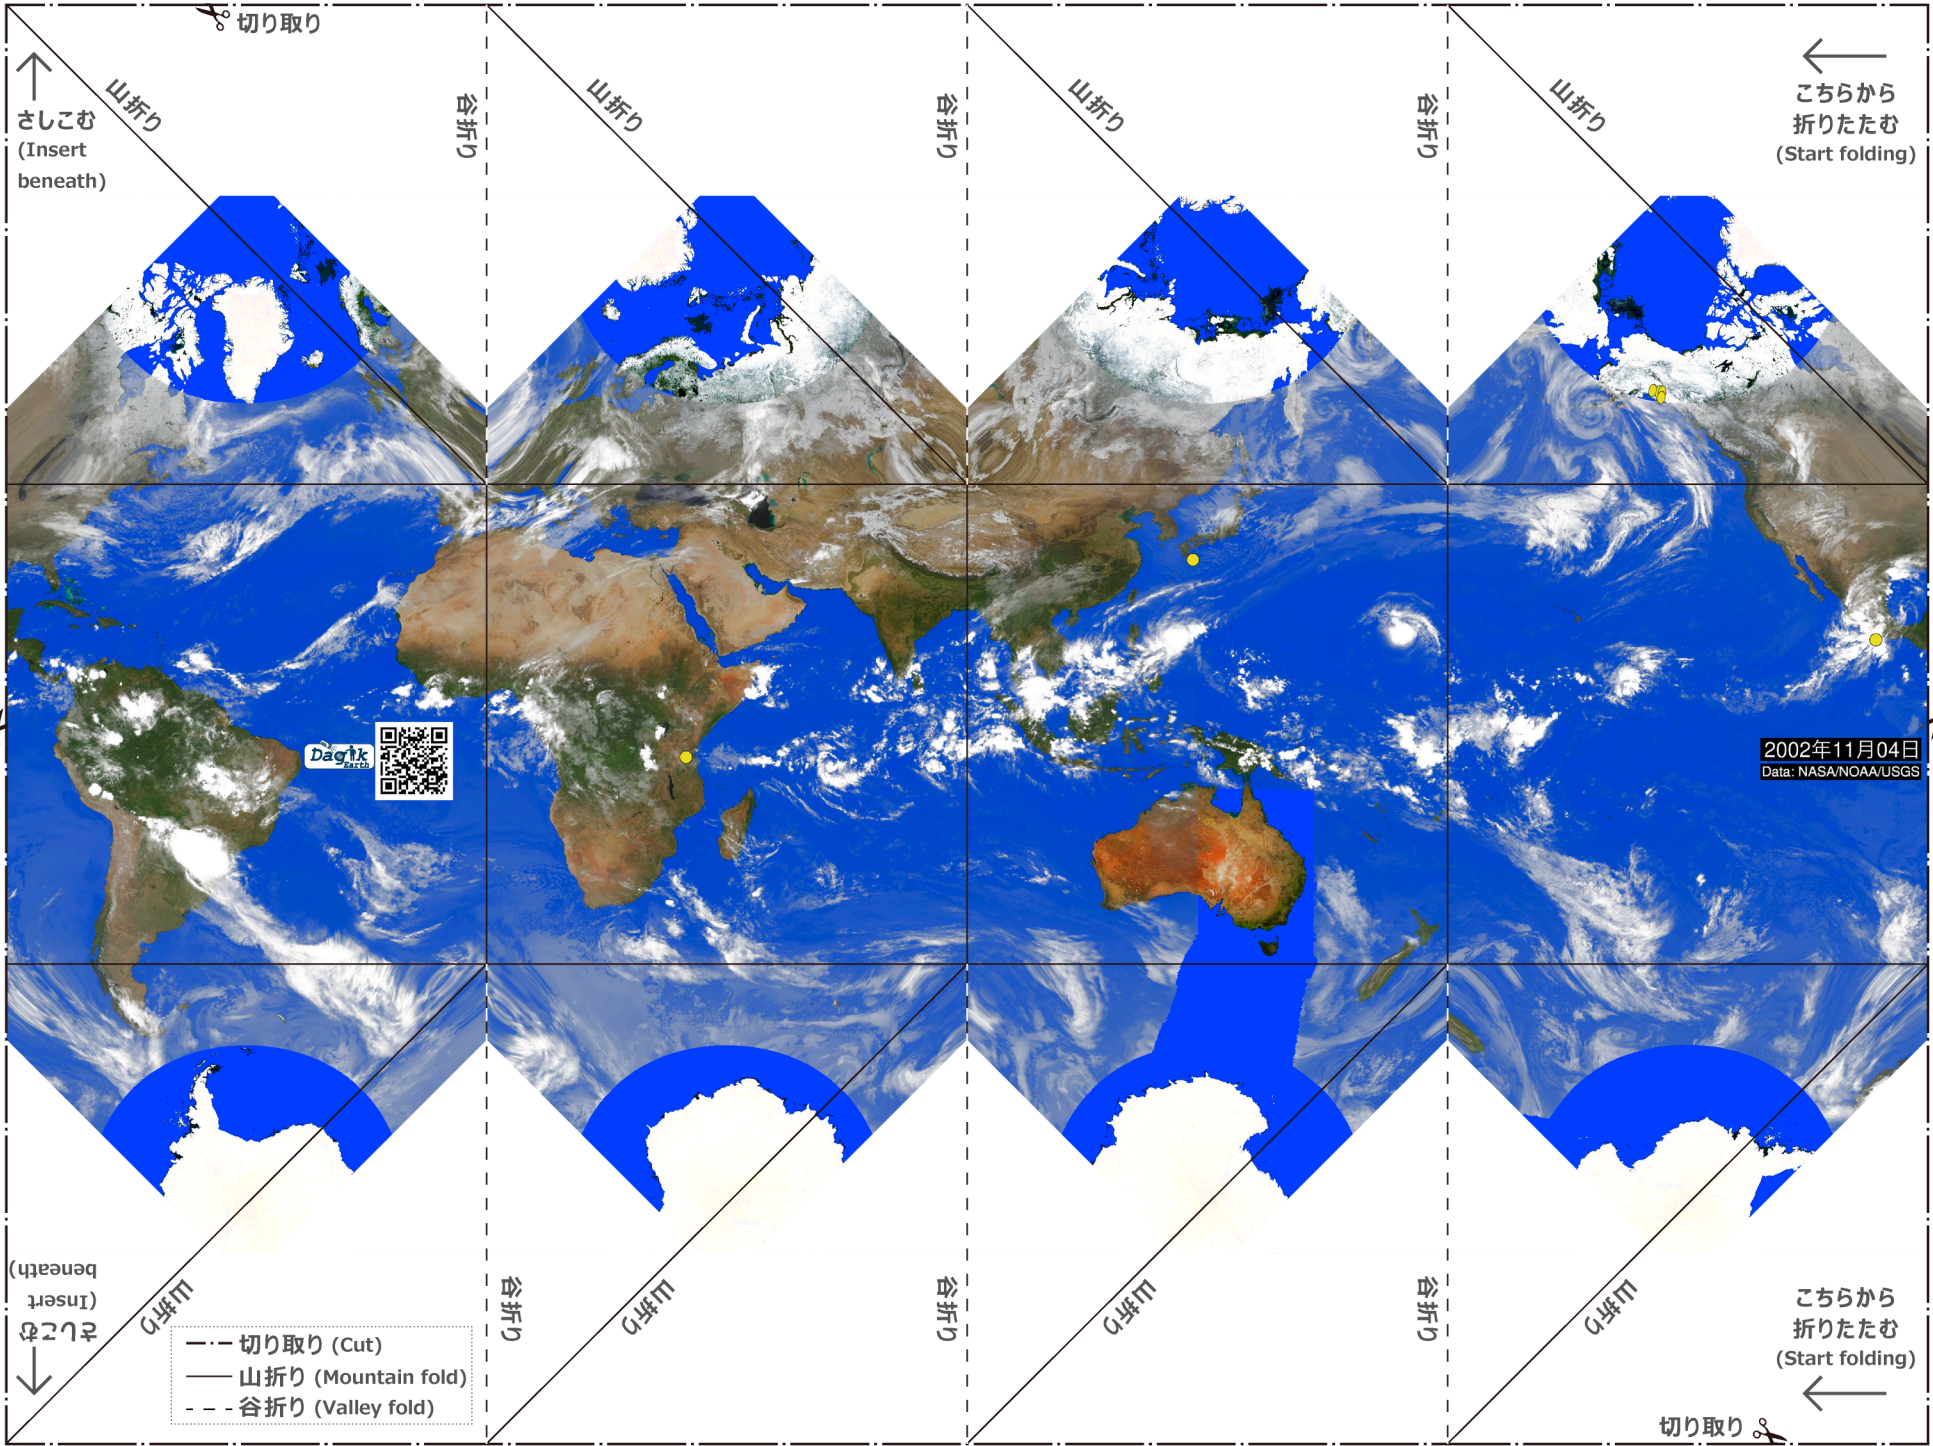 切り取り
山折り
谷折り
山折り
谷折り
山折り
谷折り
山折り
さしこむ
(Insert
beneath)
こちらから
折りたたむ
(Start folding)
Dagik
Earth
2002年11月04日
Data: NASA/NOAA/USGS
さしこむ
(Insert
beneath)
山折り
谷折り
山折り
谷折り
山折り
谷折り
山折り
切り取り (Cut)
山折り (Mountain fold)
谷折り (Valley fold)
こちらから
折りたたむ
(Start folding)
切り取り